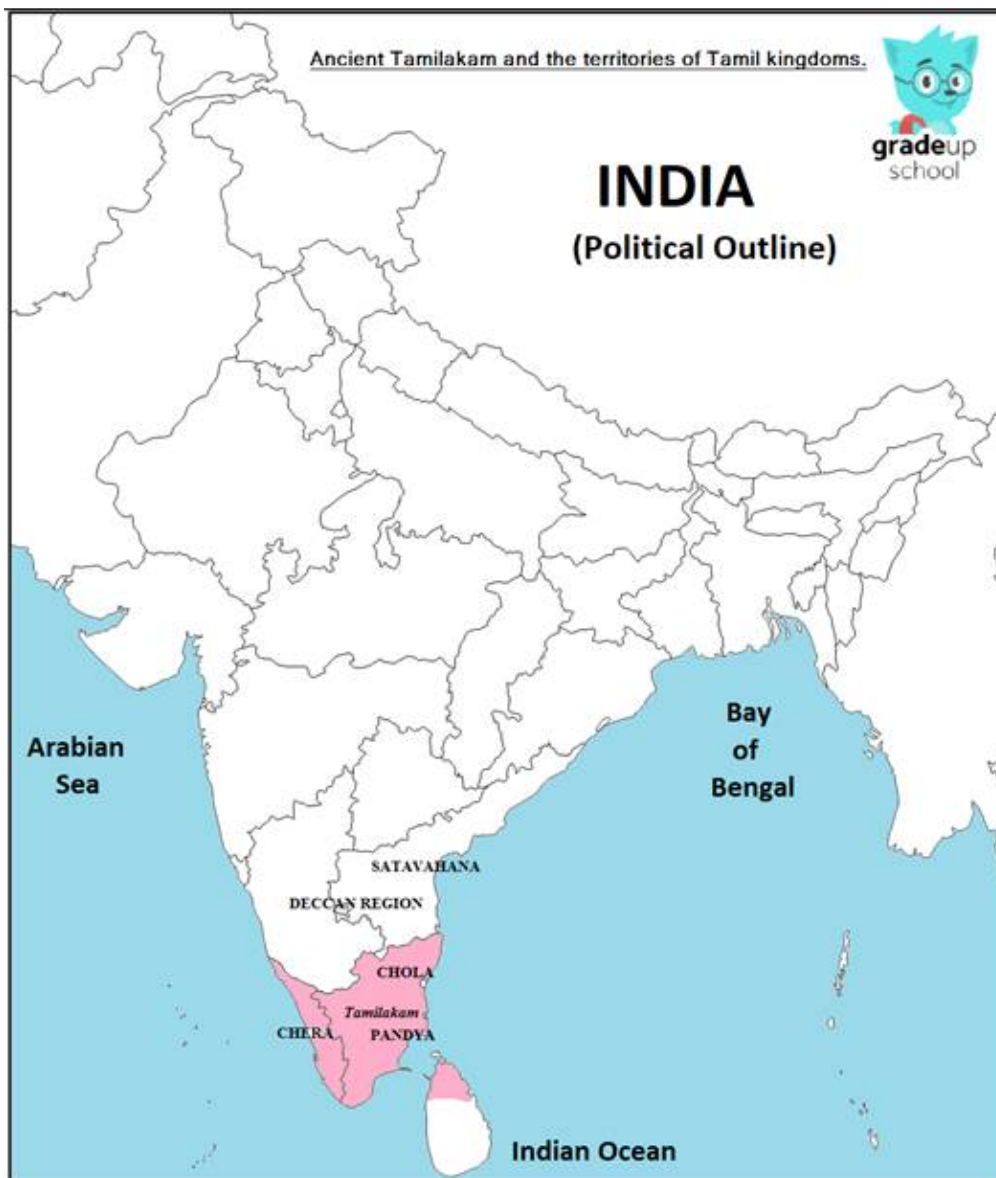 Ancient Tamilakam and the territories of Tamil kingdoms.
gradeup
school
INDIA
(Political Outline)
Arabian
Sea
Bay
of
Bengal
SATAVAHANA
DECCAN REGION
CHOLA
Tamilakam
CHERA
PANDYA
Indian Ocean